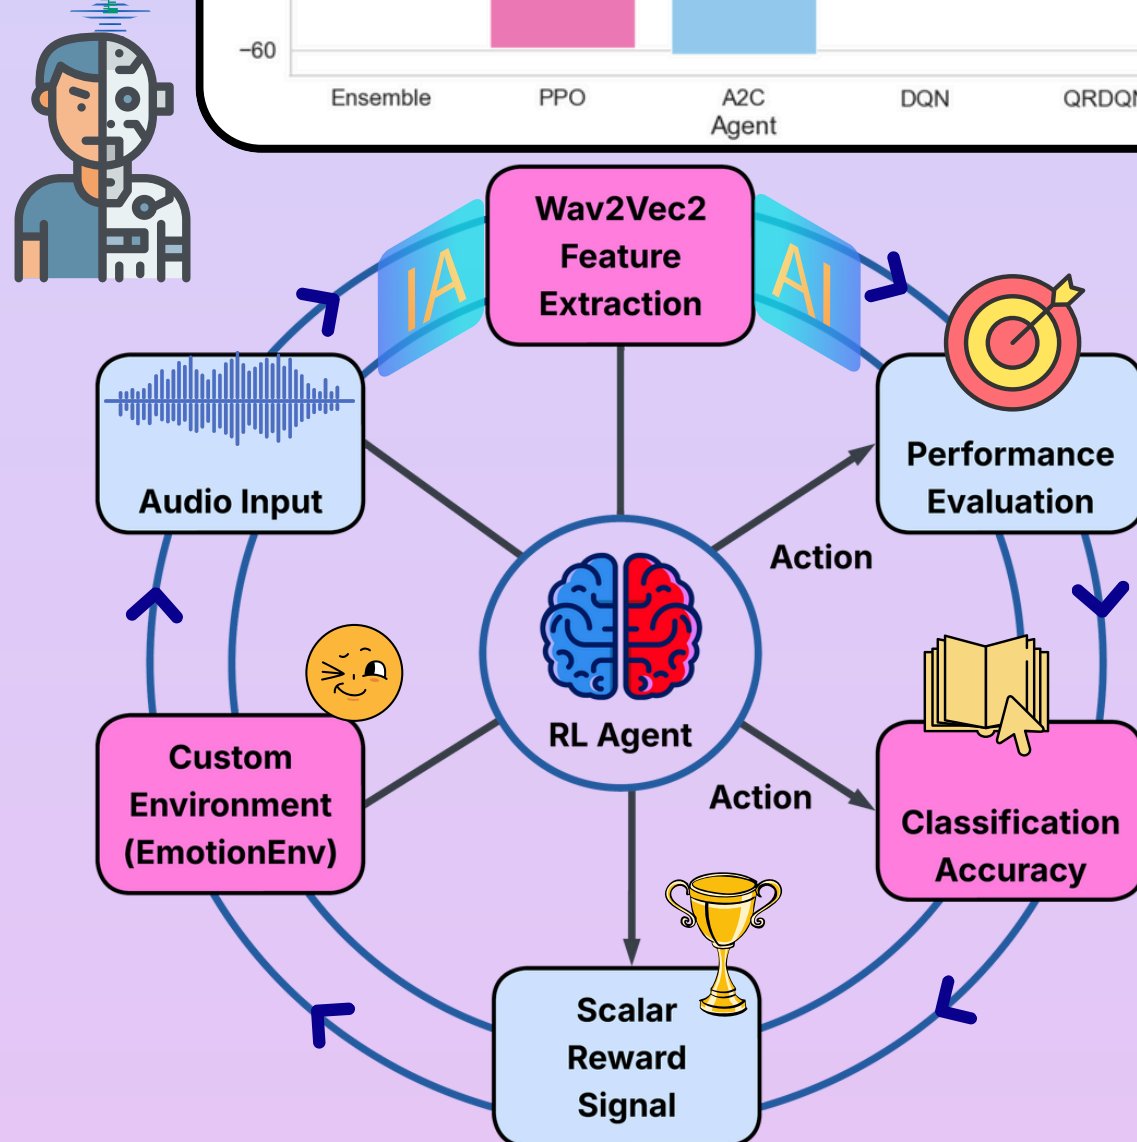 −60
Ensemble PPO A2C DQN QRDQN
Agent
Wav2Vec2
Feature
Extraction
IA
AI
Audio Input
Performance
Evaluation
Action
RL Agent
Custom
Environment
(EmotionEnv)
Action
Classification
Accuracy
Scalar
Reward
Signal